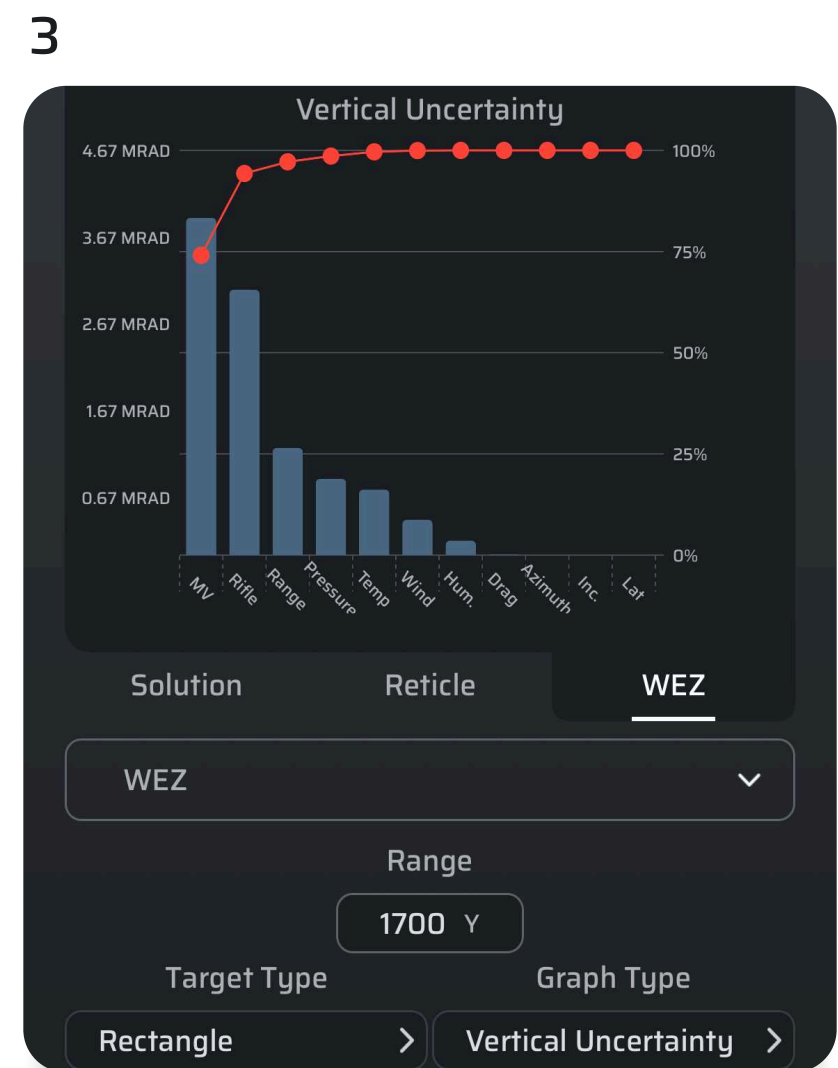 3
Vertical Uncertainty
4.67 MRAD 100%
3.67 MRAD 75%
2.67 MRAD 50%
1.67 MRAD 25%
0.67 MRAD 0%
MV Rifle Range Pressure Temp Wind Hum. Drag Azimuth Inc. Lat
Solution Reticle WEZ
WEZ
Range
1700 Y
Target Type Graph Type
Rectangle Vertical Uncertainty